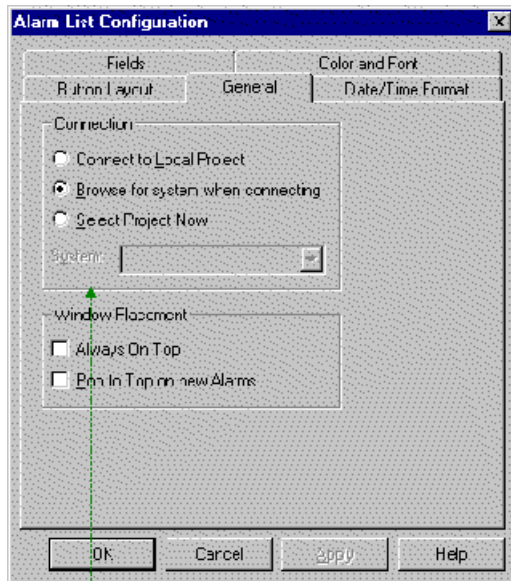 Alarm List Configuration
Fields
Color and Font
Button Layout
General
Date/Time Format
Connection
Connect to Local Project
Browse for system when connecting
Select Project Now
System:
Window Placement
Always On Top
Pop to Top on new Alarms
OK
Cancel
Apply
Help